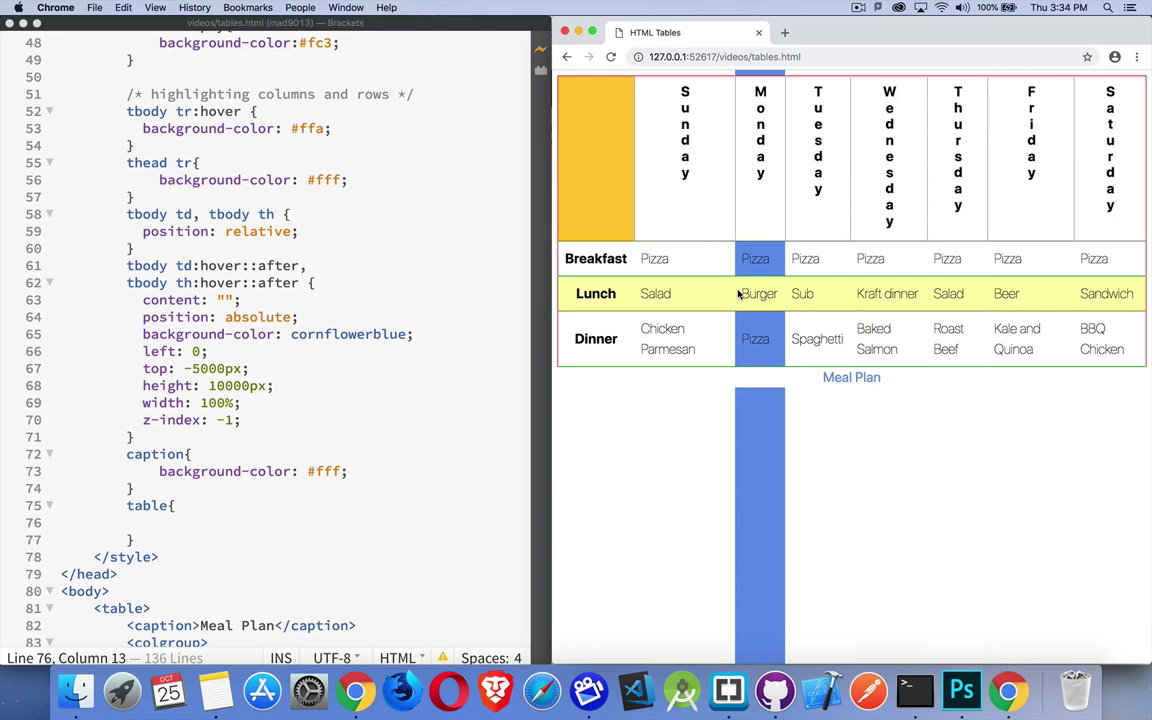 Chrome File Edit View History Bookmarks People Window Help 100% Thu 3:34 PM
videos/tables.html (mad9013) — Brackets
48 background-color:#fc3;
49 }
50
51 /* highlighting columns and rows */
52 tbody tr:hover {
53 background-color: #ffa;
54 }
55 thead tr{
56 background-color: #fff;
57 }
58 tbody td, tbody th {
59 position: relative;
60 }
61 tbody td:hover::after,
62 tbody th:hover::after {
63 content: "";
64 position: absolute;
65 background-color: cornflowerblue;
66 left: 0;
67 top: -5000px;
68 height: 10000px;
69 width: 100%;
70 z-index: -1;
71 }
72 caption{
73 background-color: #fff;
74 }
75 table{
76
77 }
78 </style>
79 </head>
80 <body>
81 <table>
82 <caption>Meal Plan</caption>
83 <colgroup>
Line 76, Column 13 — 136 Lines INS UTF-8 HTML Spaces: 4
HTML Tables
127.0.0.1:52617/videos/tables.html
Sunday Monday Tuesday Wednesday Thursday Friday Saturday
Breakfast Pizza Pizza Pizza Pizza Pizza Pizza Pizza
Lunch Salad Burger Sub Kraft dinner Salad Beer Sandwich
Dinner Chicken Parmesan Pizza Spaghetti Baked Salmon Roast Beef Kale and Quinoa BBQ Chicken
Meal Plan
OCT
25
Ps